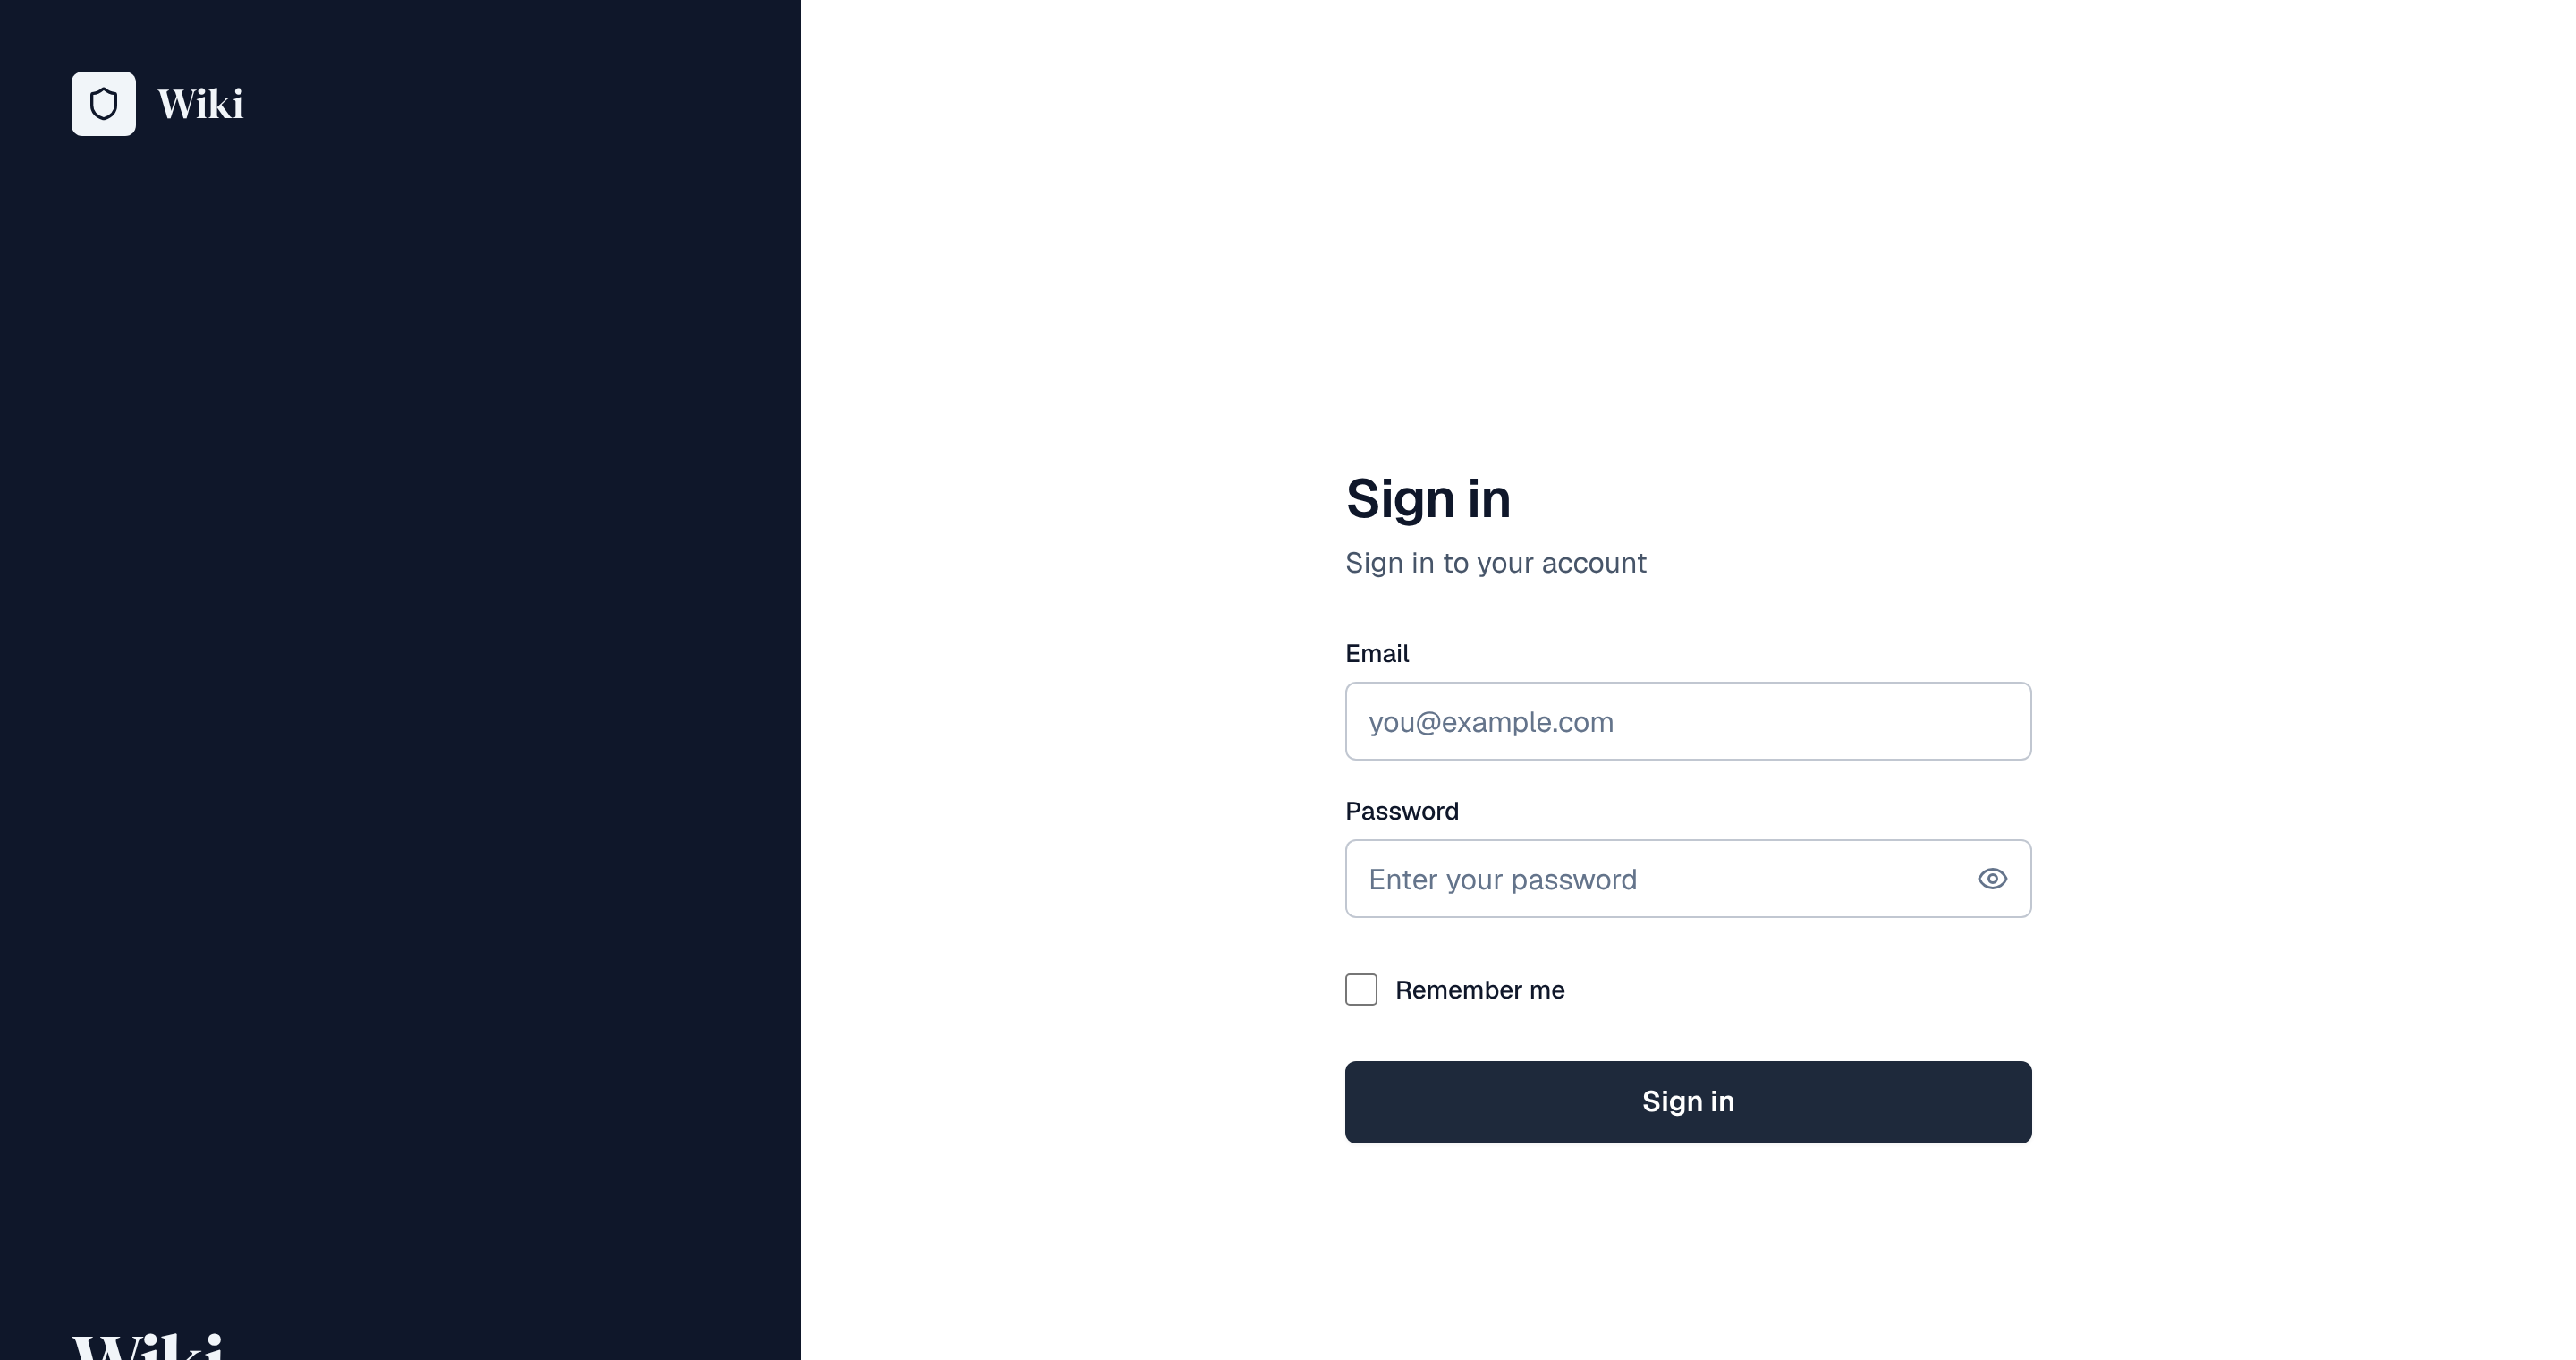 Wiki
Sign in
Sign in to your account
Email
you@example.com
Password
Enter your password
Remember me
Sign in
Wiki